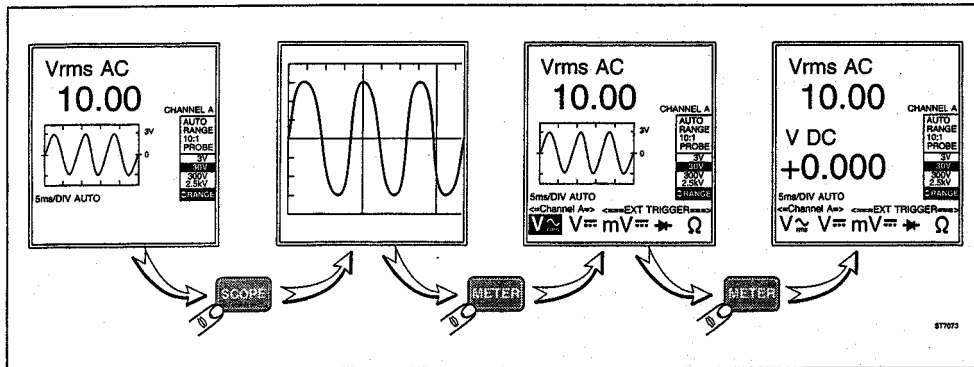 Vrms AC
10.00
CHANNEL A
AUTO
RANGE
10:1
PROBE
3V
30V
300V
2.5kV
RANGE
3V
0
5ms/DIV AUTO
Vrms AC
10.00
CHANNEL A
AUTO
RANGE
10:1
PROBE
3V
30V
300V
2.5kV
RANGE
3V
0
5ms/DIV AUTO
<=Channel A=> <===EXT TRIGGER===>
V~ V⎓ mV⎓ Ω
Vrms AC
10.00
V DC
+0.000
CHANNEL A
AUTO
RANGE
10:1
PROBE
3V
30V
300V
2.5kV
RANGE
5ms/DIV AUTO
<=Channel A=> <===EXT TRIGGER===>
V~ rms V⎓ mV⎓ Ω
SCOPE
METER
METER
ST7073